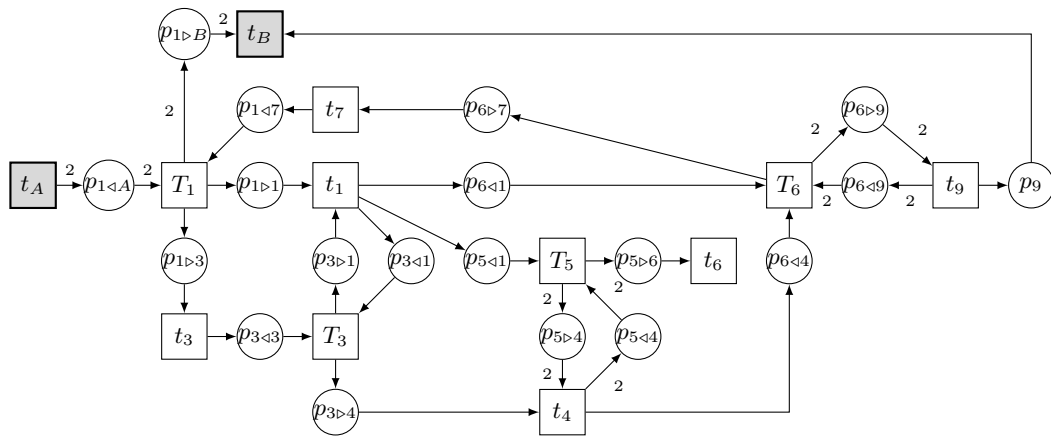 p₁▹B 2 t_B
2
p₁◃₇ t₇ p₆▹₇ p₆▹₉
2 2
t_A 2 p₁◃A 2 T₁ p₁▹₁ t₁ p₆◃₁ T₆ 2 p₆◃₉ 2 t₉ p₉
p₁▹₃ p₃▹₁ p₃◃₁ p₅◃₁ T₅ 2 p₅▹₆ t₆ p₆◃₄
2
t₃ p₃◃₃ T₃ p₅▹₄ p₅◃₄
2 2
p₃▹₄ t₄